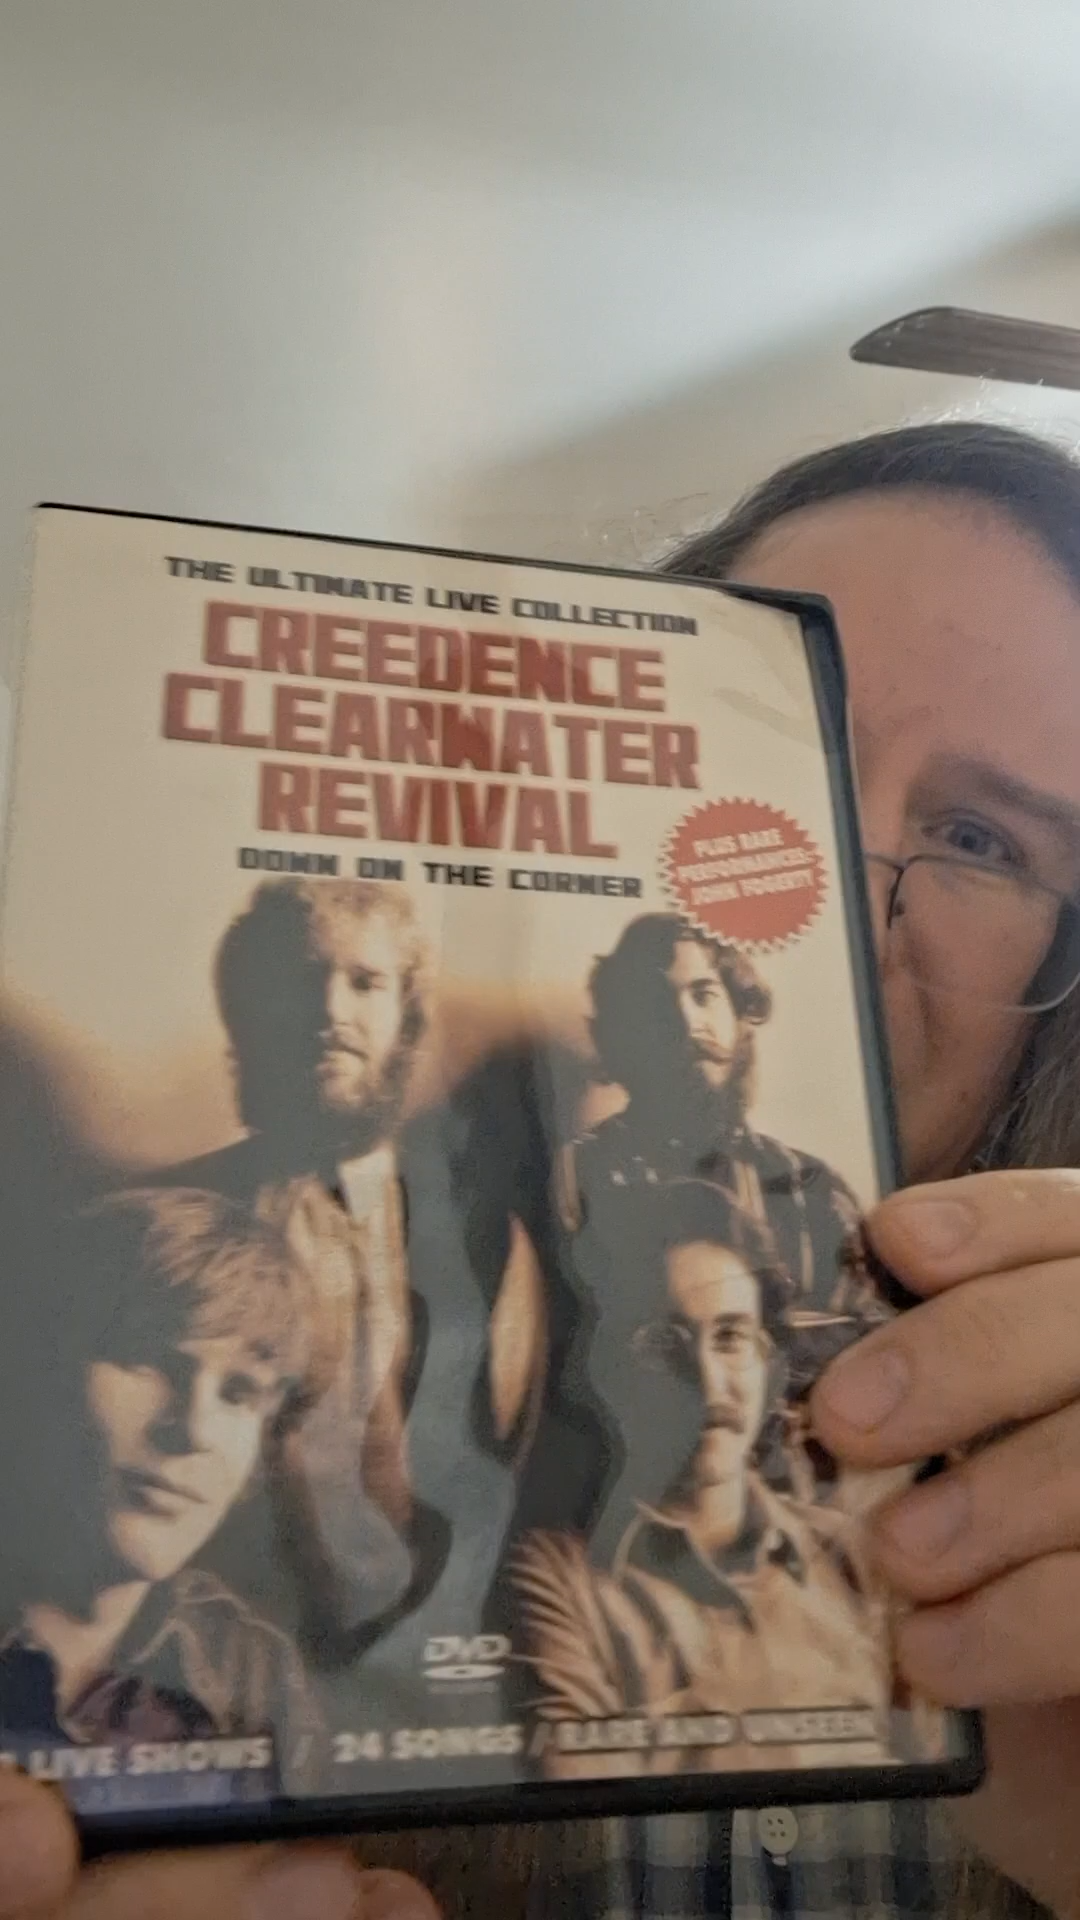 THE ULTIMATE LIVE COLLECTION
CREEDENCE
CLEARWATER
REVIVAL
DOWN ON THE CORNER
PLUS RARE
PERFORMANCES:
JOHN FOGERTY
DVD
LIVE SHOWS / 24 SONGS / RARE AND UNSEEN